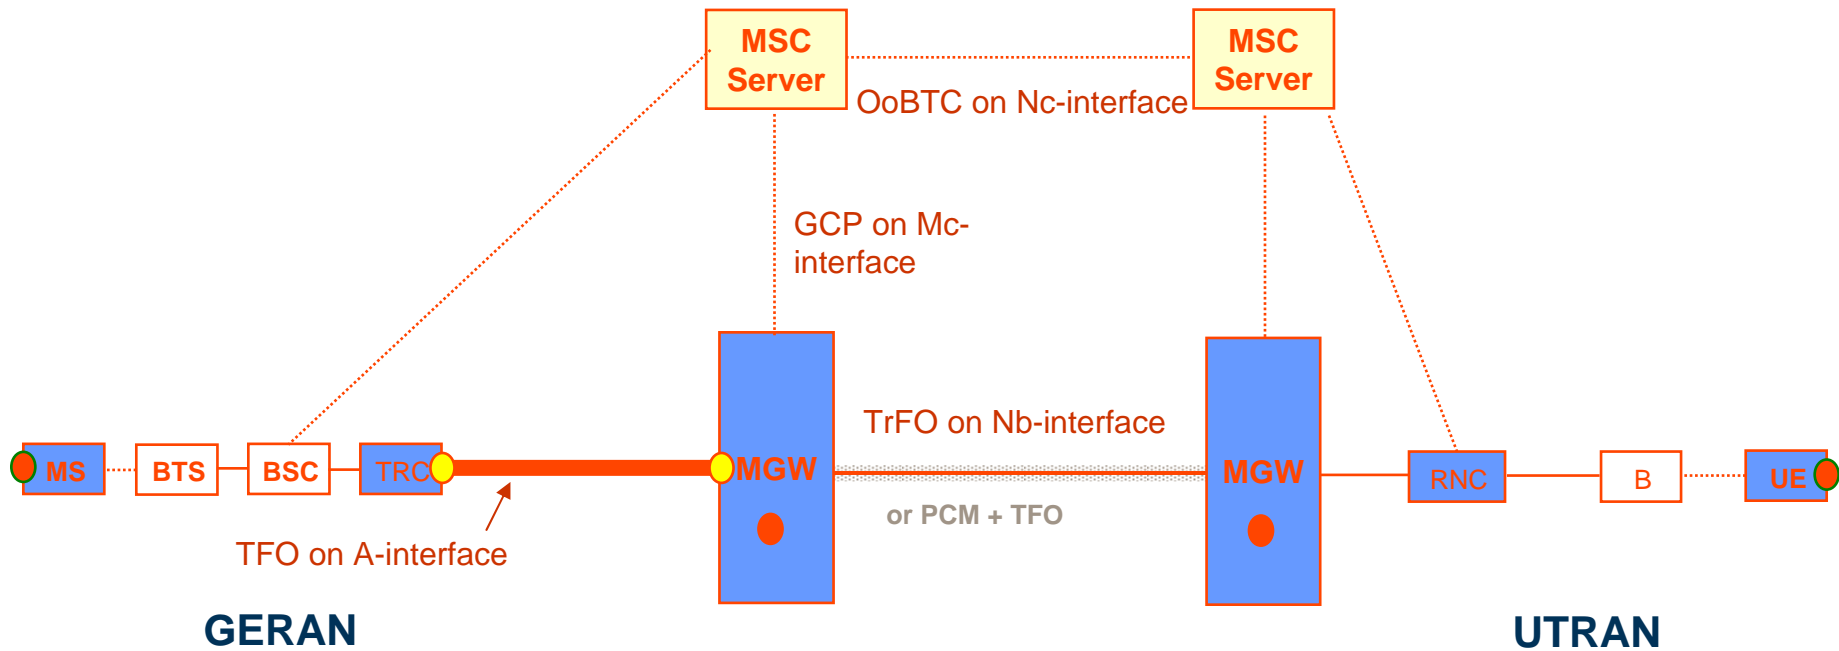 MSC
Server
MSC
Server
OoBTC on Nc-interface
GCP on Mc-
interface
TrFO on Nb-interface
MS
BTS
BSC
TRC
MGW
MGW
RNC
B
UE
or PCM + TFO
TFO on A-interface
GERAN
UTRAN